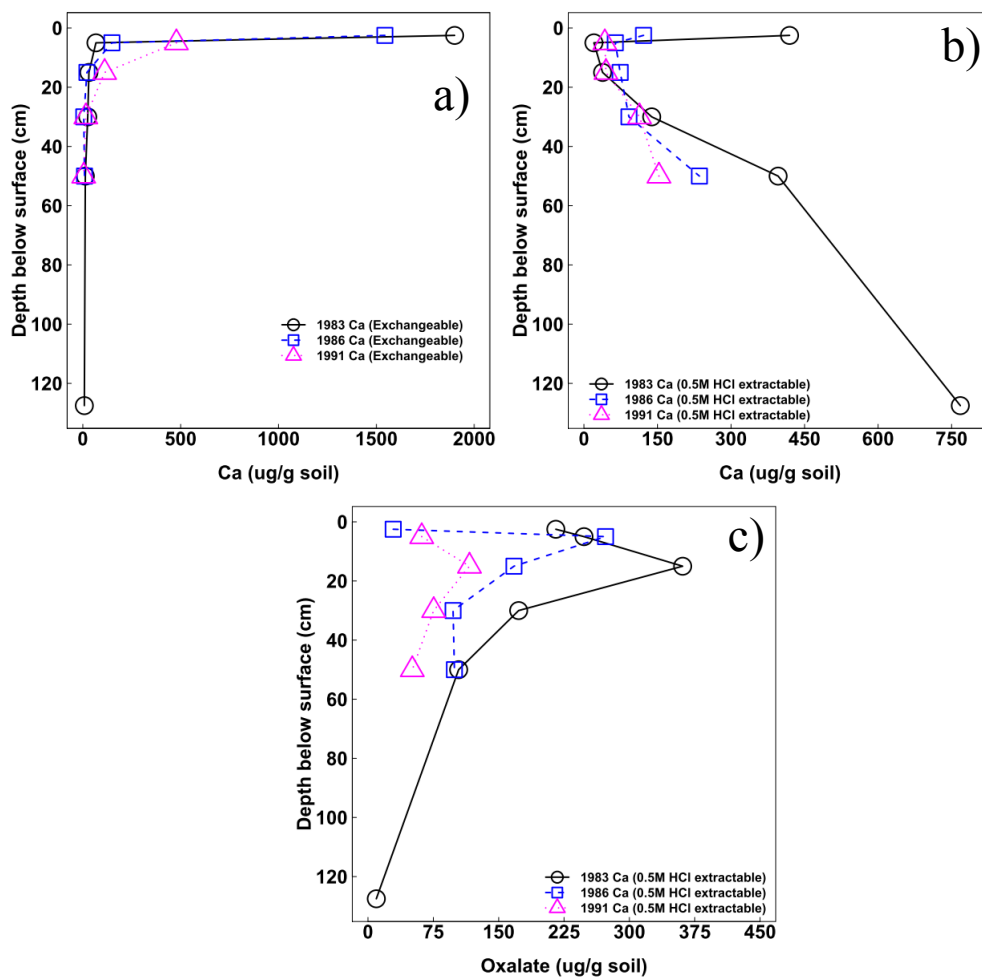 a)
Depth below surface (cm)
0
20
40
60
80
100
120
1983 Ca (Exchangeable)
1986 Ca (Exchangeable)
1991 Ca (Exchangeable)
0 500 1000 1500 2000
Ca (ug/g soil)
b)
Depth below surface (cm)
0
20
40
60
80
100
120
1983 Ca (0.5M HCl extractable)
1986 Ca (0.5M HCl extractable)
1991 Ca (0.5M HCl extractable)
0 150 300 450 600 750
Ca (ug/g soil)
c)
Depth below surface (cm)
0
20
40
60
80
100
120
1983 Ca (0.5M HCl extractable)
1986 Ca (0.5M HCl extractable)
1991 Ca (0.5M HCl extractable)
0 75 150 225 300 375 450
Oxalate (ug/g soil)